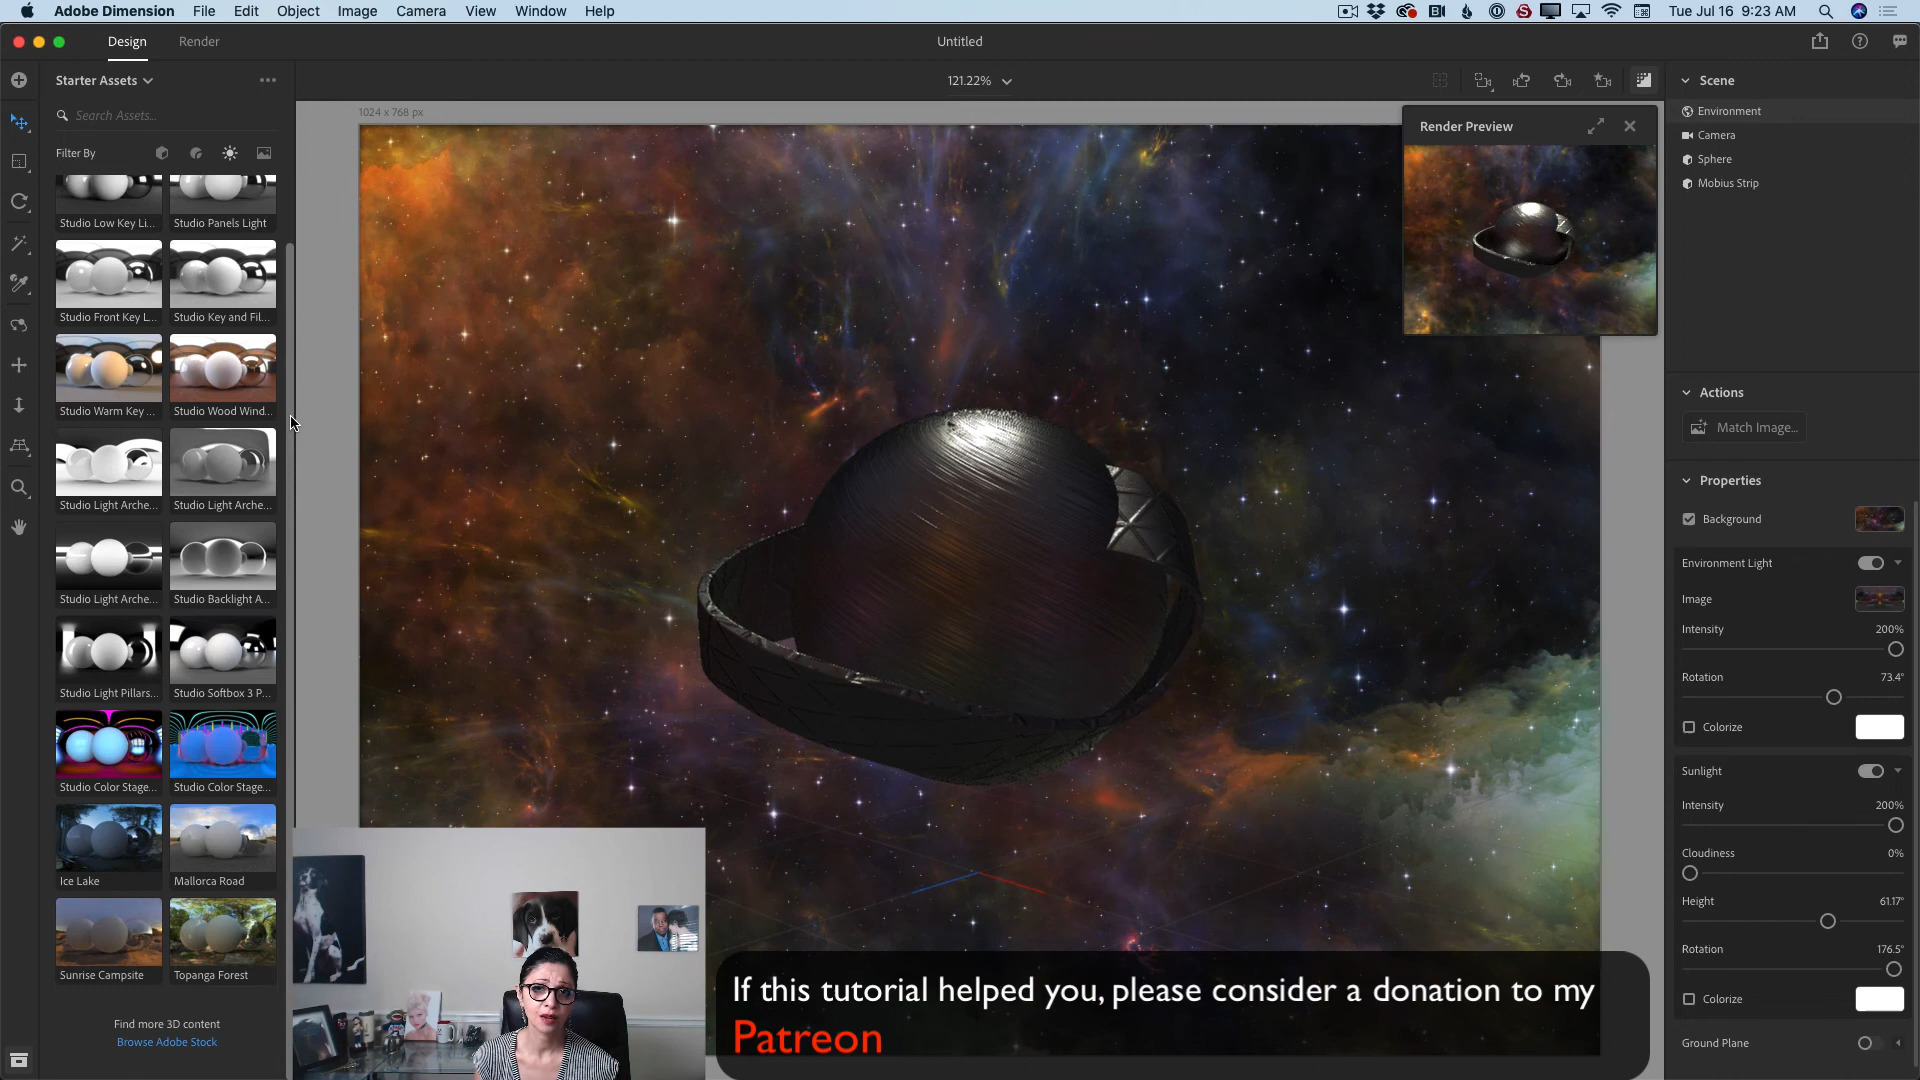 Adobe Dimension File Edit Object Image Camera View Window Help
Tue Jul 16 9:23 AM
Design Render
Untitled
Starter Assets
121.22%
Search Assets...
Filter By
Studio Low Key Li...
Studio Panels Light
Studio Front Key L...
Studio Key and Fil...
Studio Warm Key ...
Studio Wood Wind...
Studio Light Arche...
Studio Light Arche...
Studio Light Arche...
Studio Backlight A...
Studio Light Pillars...
Studio Softbox 3 P...
Studio Color Stage...
Studio Color Stage...
Ice Lake
Mallorca Road
Sunrise Campsite
Topanga Forest
Find more 3D content
Browse Adobe Stock
1024 x 768 px
Render Preview
If this tutorial helped you, please consider a donation to my
Patreon
Scene
Environment
Camera
Sphere
Mobius Strip
Actions
Match Image...
Properties
Background
Environment Light
Image
Intensity 200%
Rotation 73.4°
Colorize
Sunlight
Intensity 200%
Cloudiness 0%
Height 61.17°
Rotation 176.5°
Colorize
Ground Plane